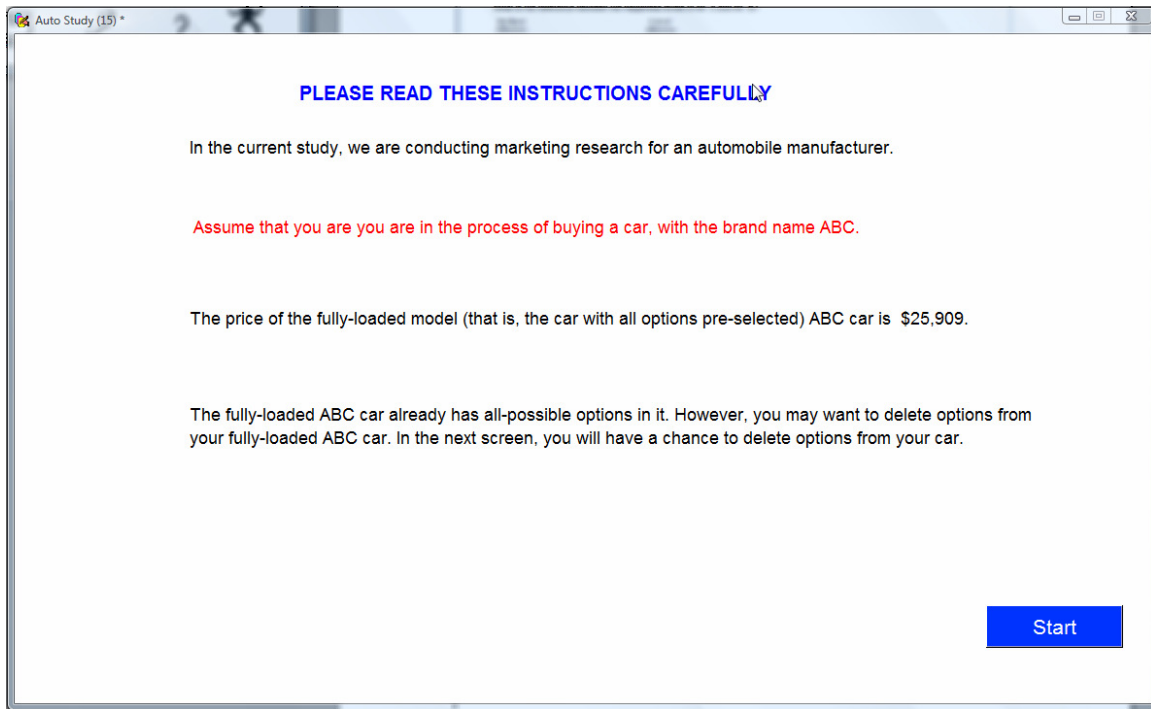 Auto Study (15) *
PLEASE READ THESE INSTRUCTIONS CAREFULLY
In the current study, we are conducting marketing research for an automobile manufacturer.
Assume that you are you are in the process of buying a car, with the brand name ABC.
The price of the fully-loaded model (that is, the car with all options pre-selected) ABC car is $25,909.
The fully-loaded ABC car already has all-possible options in it. However, you may want to delete options from
your fully-loaded ABC car. In the next screen, you will have a chance to delete options from your car.
Start